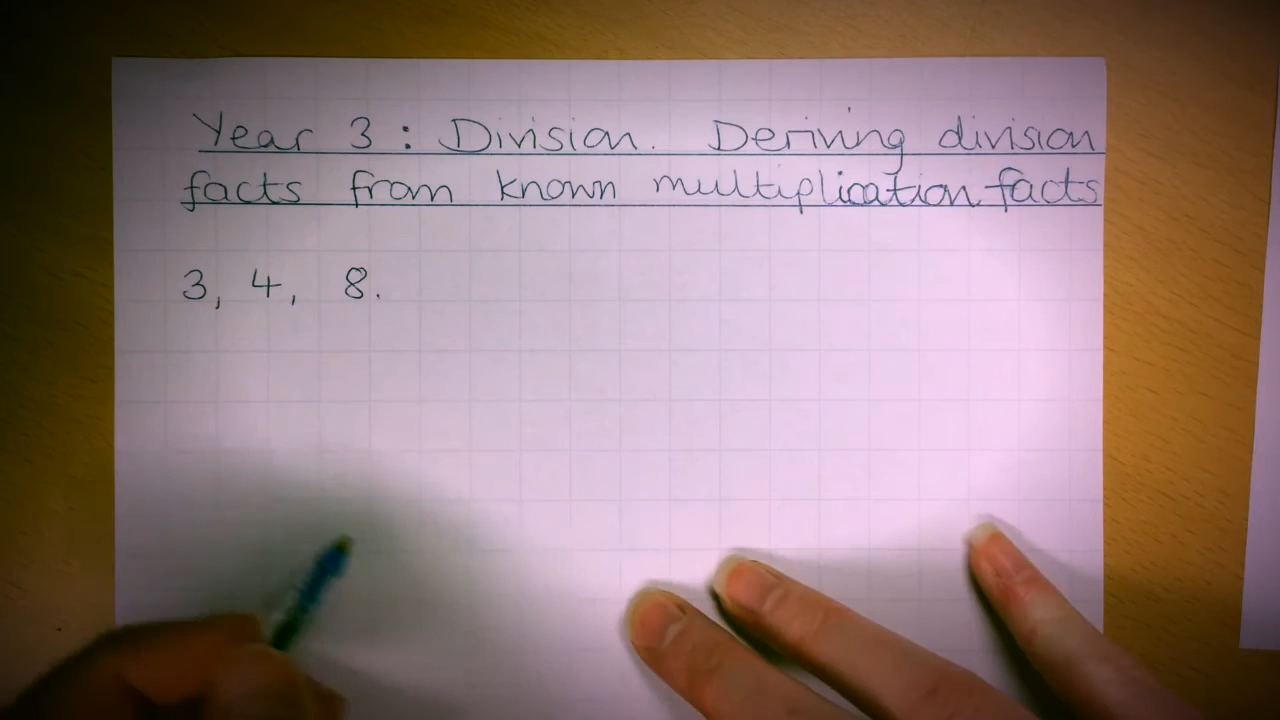 Year 3 : Division. Deriving division
facts from known multiplication facts
3, 4, 8.